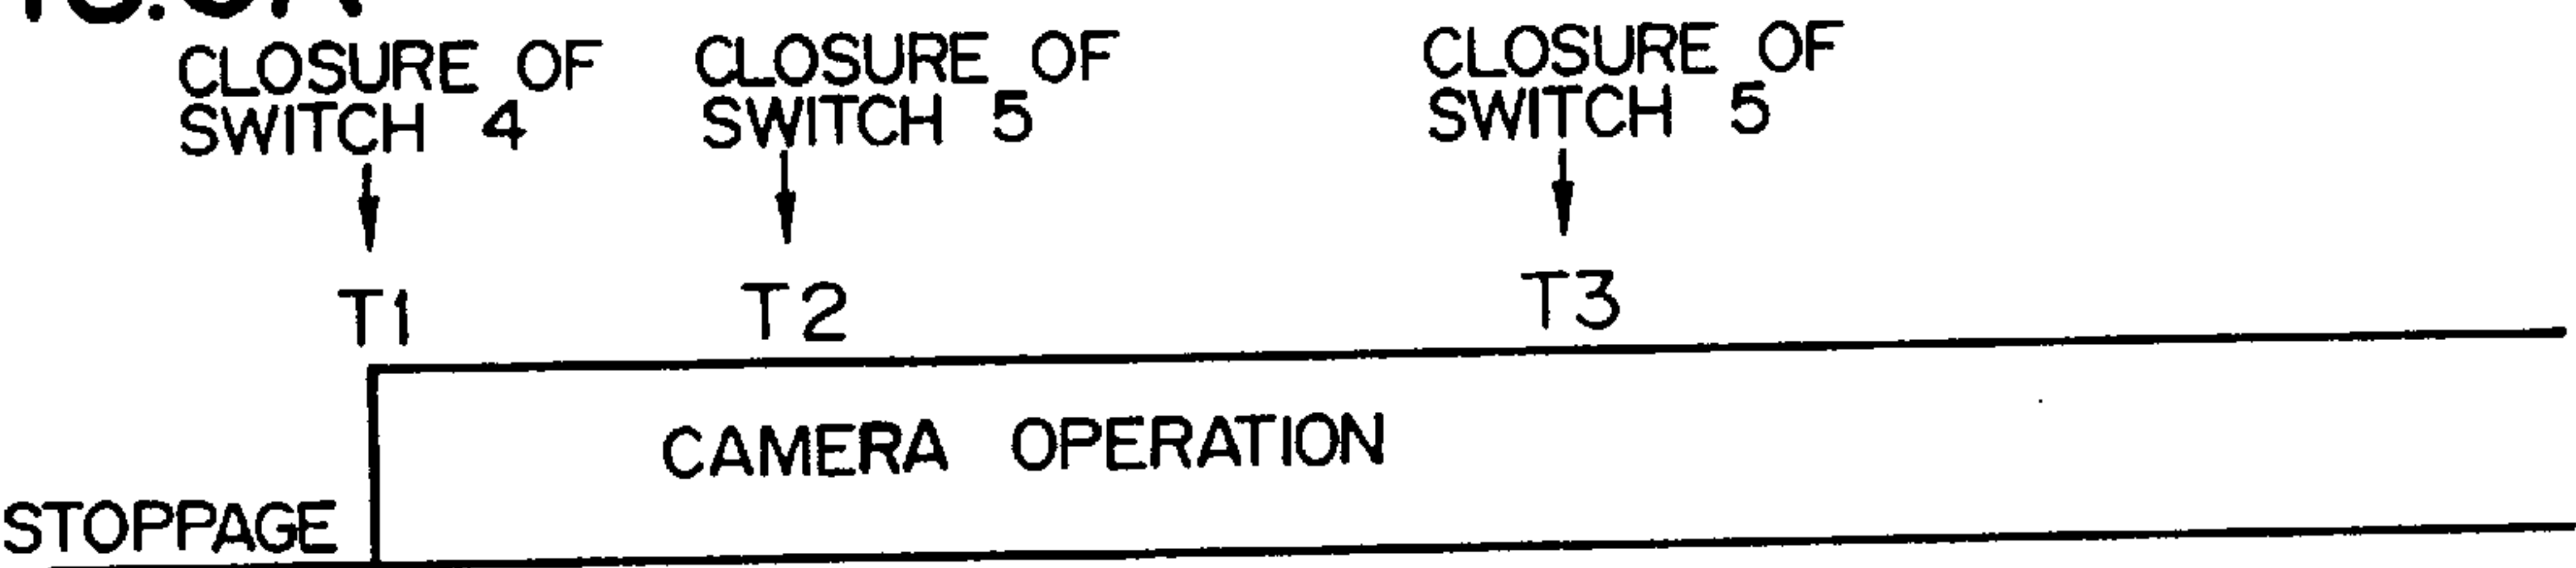 CLOSURE OF
SWITCH 4
CLOSURE OF
SWITCH 5
CLOSURE OF
SWITCH 5
T1 T2 T3
CAMERA OPERATION
STOPPAGE